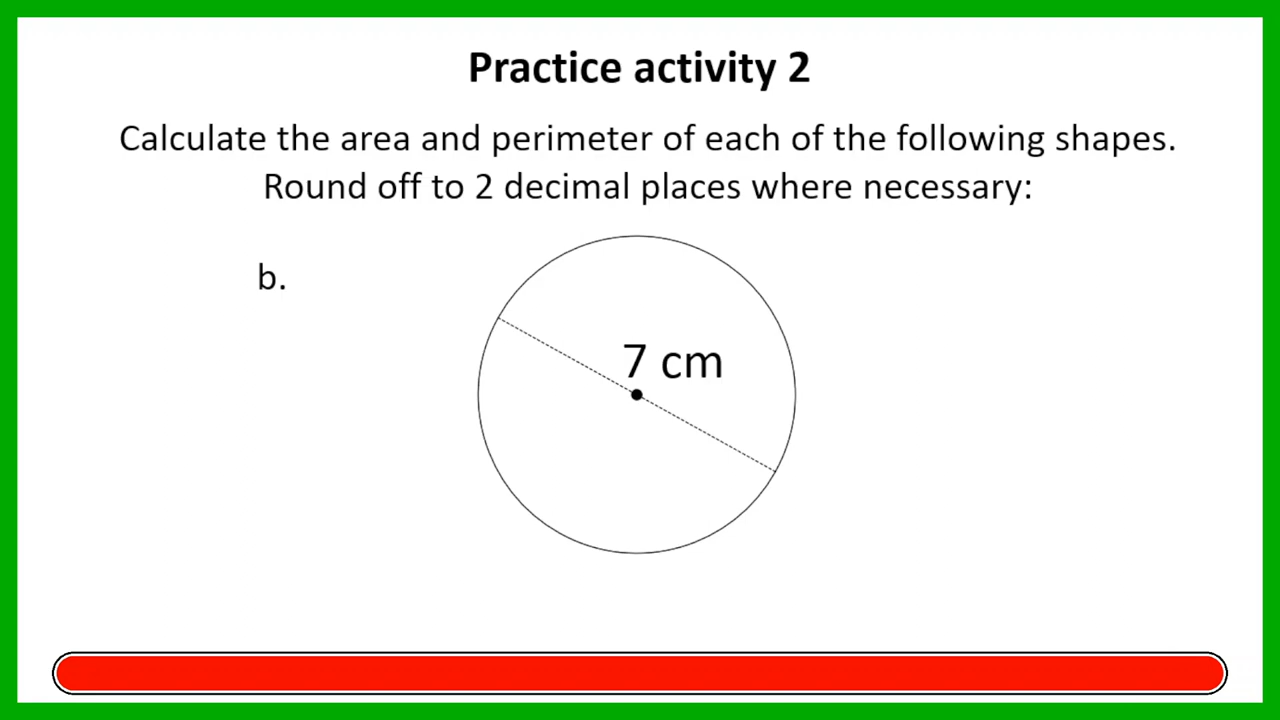 Practice activity 2
Calculate the area and perimeter of each of the following shapes.
Round off to 2 decimal places where necessary:
b.
7 cm